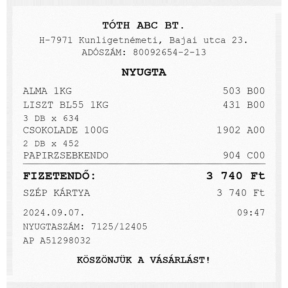 TÓTH ABC BT.
H-7971 Kunligetnémeti, Bajai utca 23.
ADÓSZÁM: 80092654-2-13
NYUGTA
ALMA 1KG 503 B00
LISZT BL55 1KG 431 B00
3 DB x 634
CSOKOLADE 100G 1902 A00
2 DB x 452
PAPIRZSEBKENDO 904 C00
FIZETENDŐ: 3 740 Ft
SZÉP KÁRTYA 3 740 Ft
2024.09.07. 09:47
NYUGTASZÁM: 7125/12405
AP A51298032
KÖSZÖNJÜK A VÁSÁRLÁST!